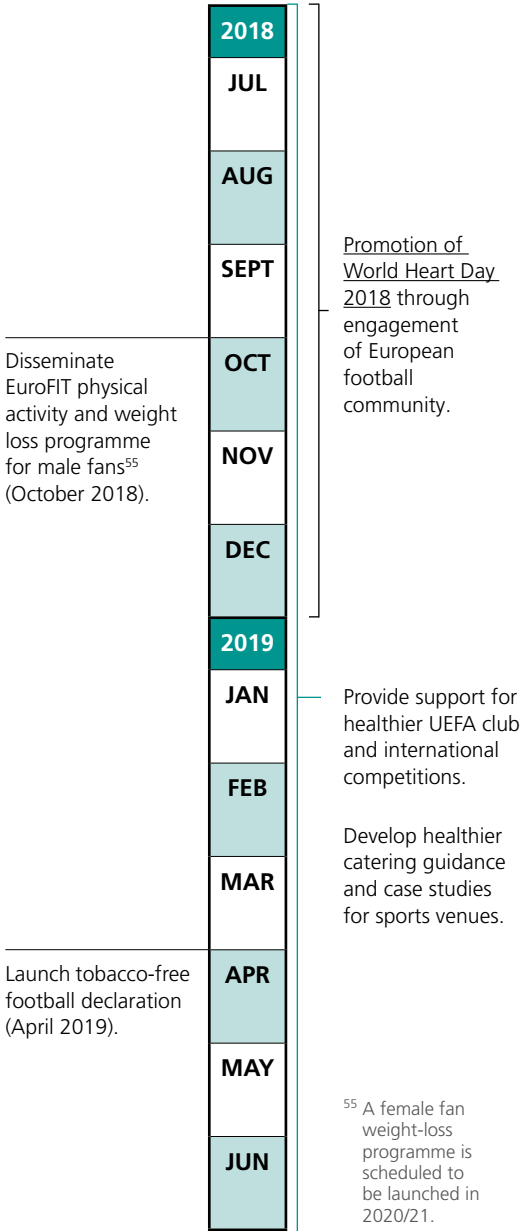 2018
JUL
AUG
SEPT
Promotion of
World Heart Day
2018 through
engagement
of European
football
community.
Disseminate
EuroFIT physical
activity and weight
loss programme
for male fans⁵⁵
(October 2018).
OCT
NOV
DEC
2019
JAN
Provide support for
healthier UEFA club
and international
competitions.
FEB
Develop healthier
catering guidance
and case studies
for sports venues.
MAR
Launch tobacco-free
football declaration
(April 2019).
APR
MAY
JUN
⁵⁵ A female fan
weight-loss
programme is
scheduled to
be launched in
2020/21.